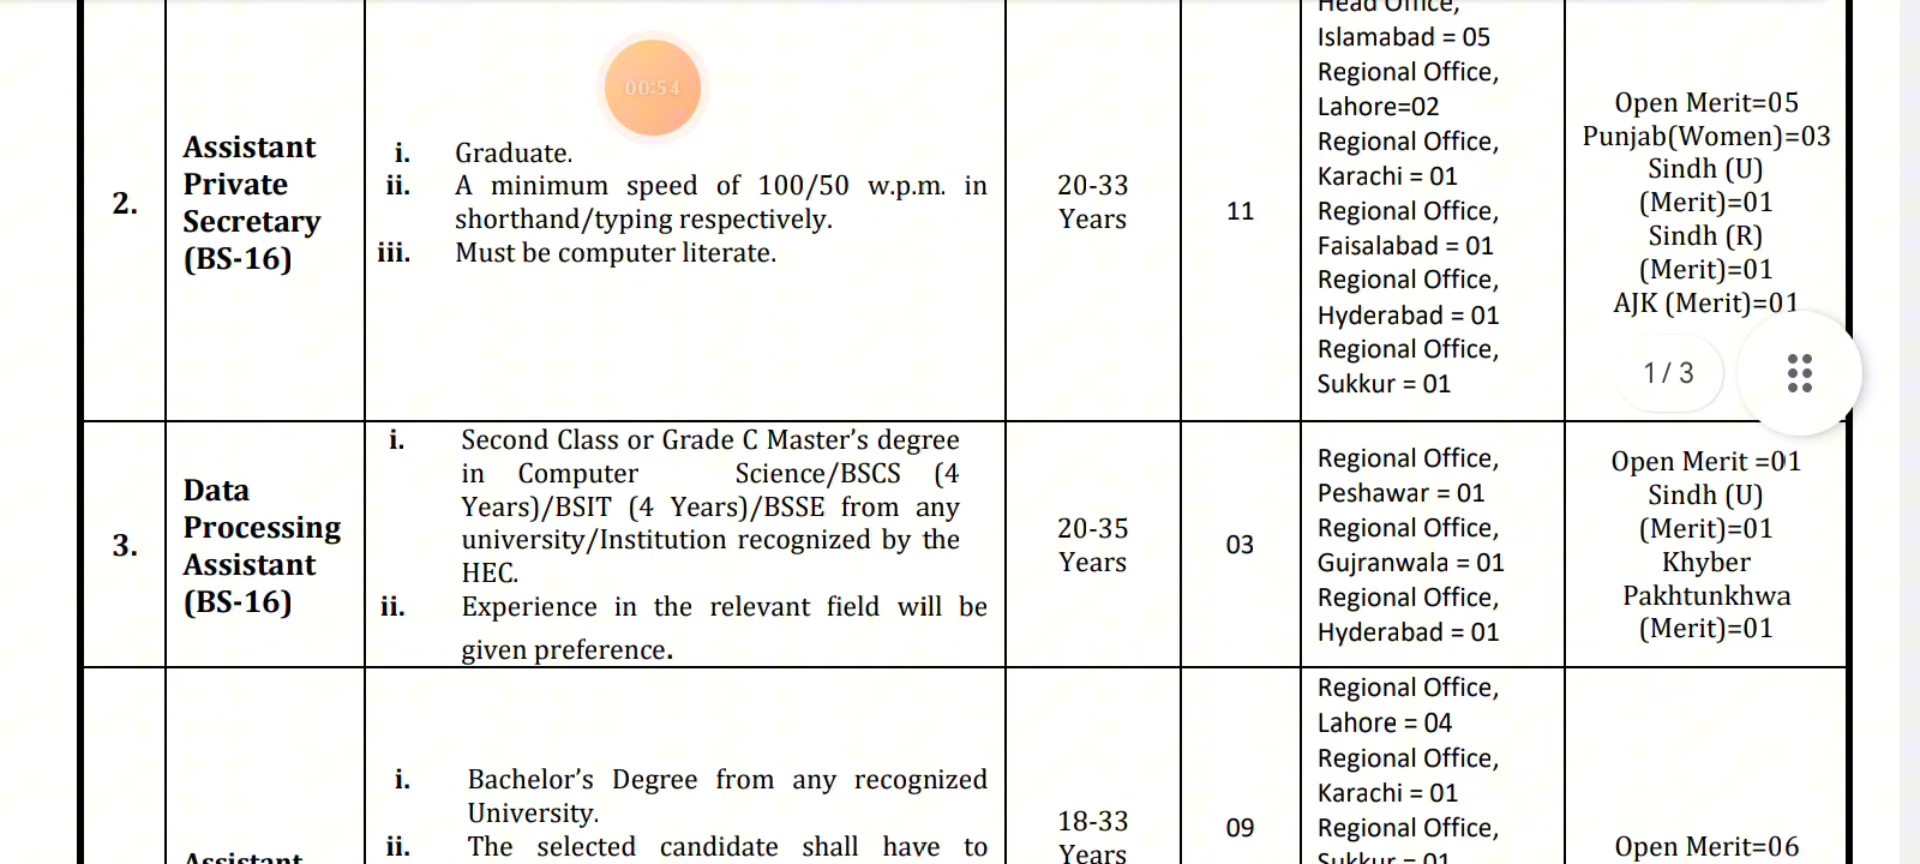 2.
Assistant
Private
Secretary
(BS-16)
i. Graduate.
ii. A minimum speed of 100/50 w.p.m. in
shorthand/typing respectively.
iii. Must be computer literate.
20-33
Years
11
Head Office,
Islamabad = 05
Regional Office,
Lahore=02
Regional Office,
Karachi = 01
Regional Office,
Faisalabad = 01
Regional Office,
Hyderabad = 01
Regional Office,
Sukkur = 01
Open Merit=05
Punjab(Women)=03
Sindh (U)
(Merit)=01
Sindh (R)
(Merit)=01
AJK (Merit)=01
00:54
1 / 3
3.
Data
Processing
Assistant
(BS-16)
i. Second Class or Grade C Master’s degree
in Computer Science/BSCS (4
Years)/BSIT (4 Years)/BSSE from any
university/Institution recognized by the
HEC.
ii. Experience in the relevant field will be
given preference.
20-35
Years
03
Regional Office,
Peshawar = 01
Regional Office,
Gujranwala = 01
Regional Office,
Hyderabad = 01
Open Merit =01
Sindh (U)
(Merit)=01
Khyber
Pakhtunkhwa
(Merit)=01
Assistant
i. Bachelor’s Degree from any recognized
University.
ii. The selected candidate shall have to
18-33
Years
09
Regional Office,
Lahore = 04
Regional Office,
Karachi = 01
Regional Office,
Sukkur = 01
Open Merit=06